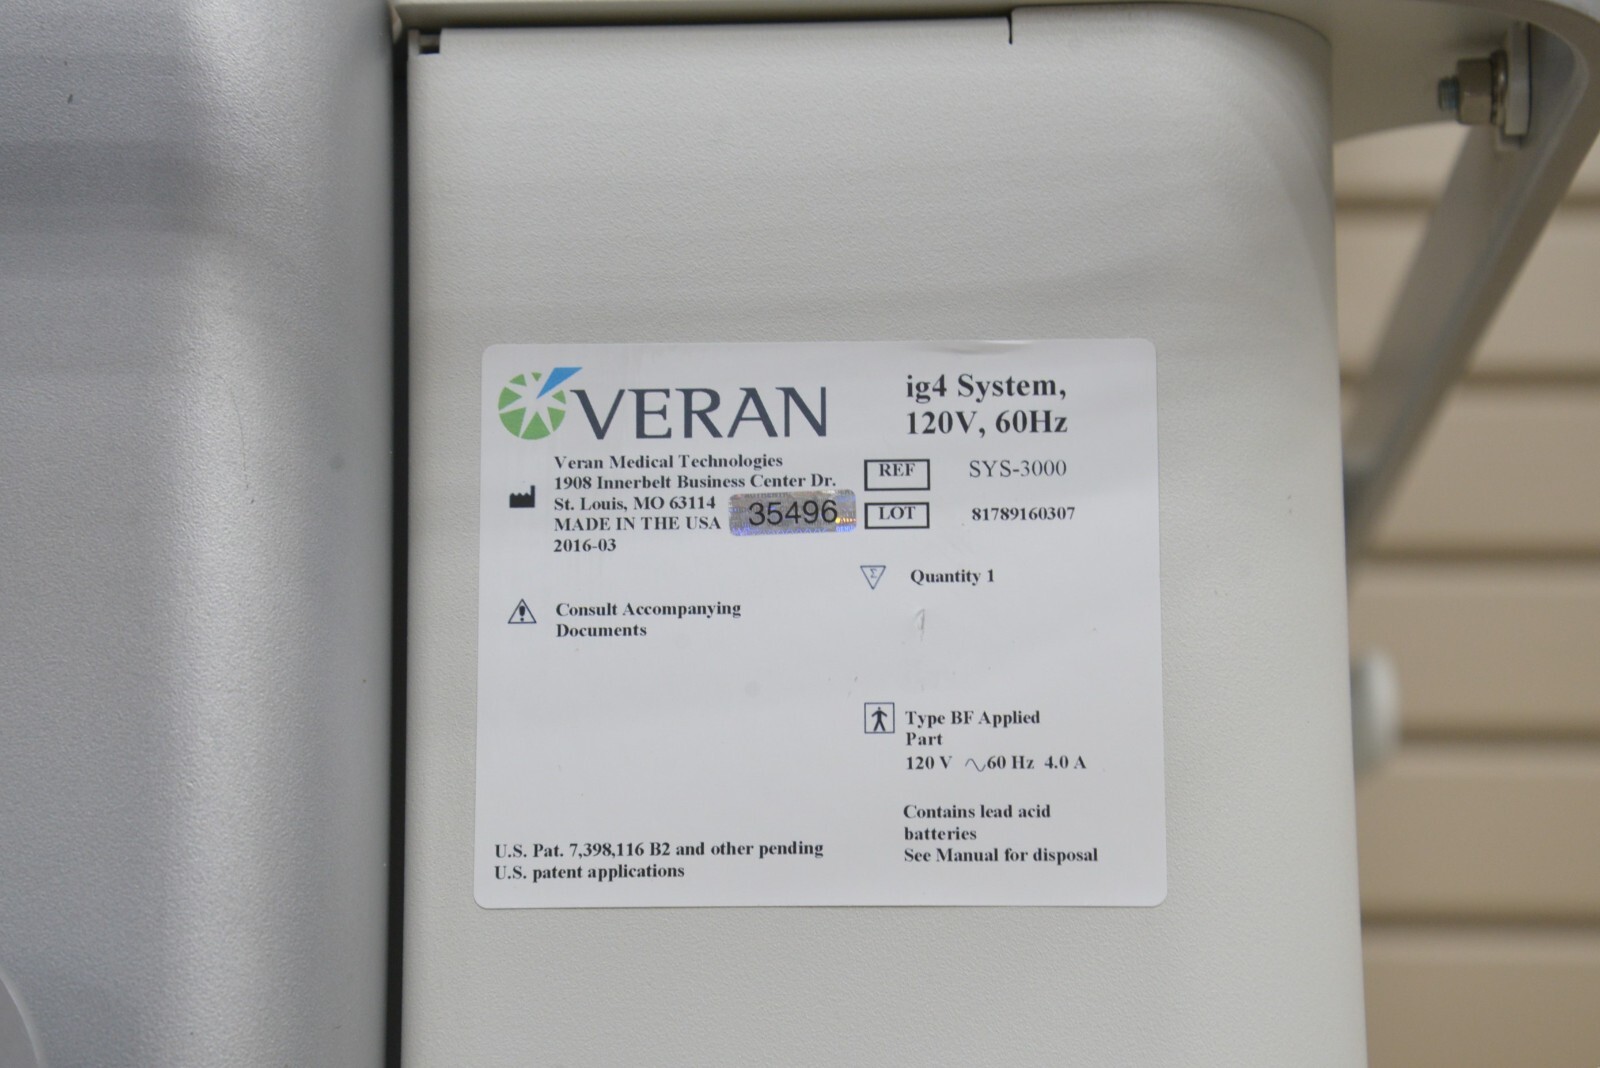 VERAN
ig4 System,
120V, 60Hz
Veran Medical Technologies
1908 Innerbelt Business Center Dr.
St. Louis, MO 63114
MADE IN THE USA
2016-03
35496
REF SYS-3000
LOT 81789160307
Σ Quantity 1
Consult Accompanying
Documents
Type BF Applied
Part
120 V 60 Hz 4.0 A
Contains lead acid
batteries
See Manual for disposal
U.S. Pat. 7,398,116 B2 and other pending
U.S. patent applications